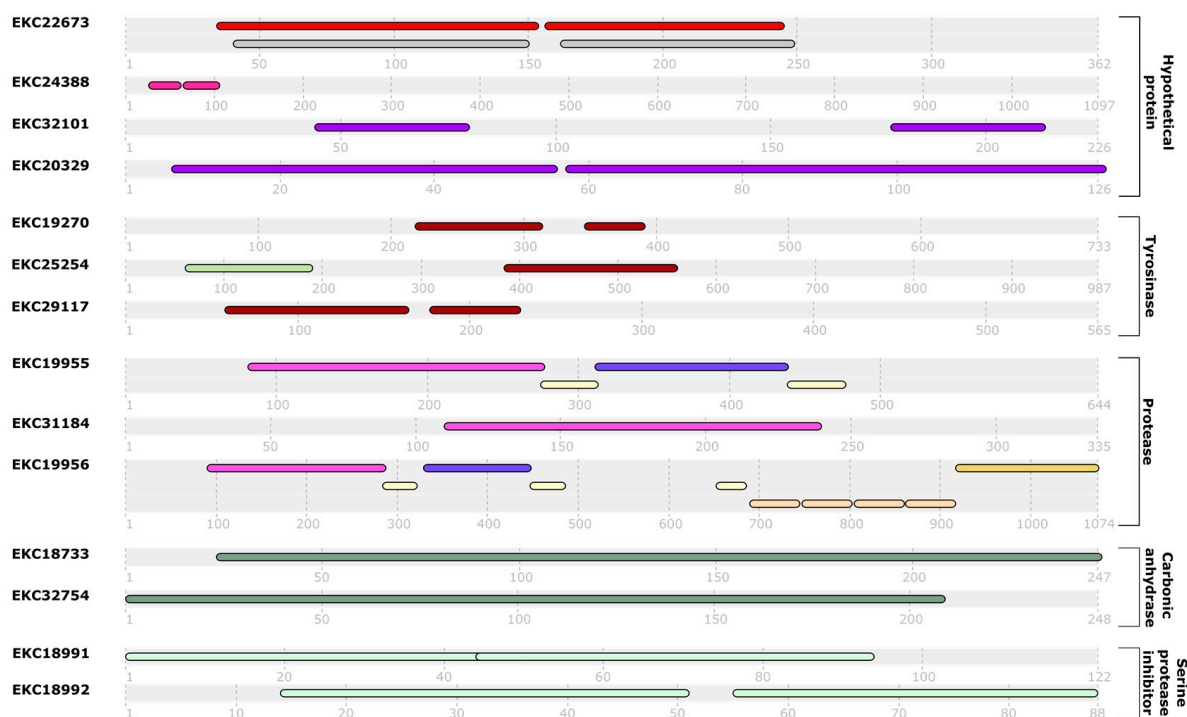 EKC22673
1 50 100 150 200 250 300 362
EKC24388
1 100 200 300 400 500 600 700 800 900 1000 1097
EKC32101
1 50 100 150 200 226
EKC20329
1 20 40 60 80 100 126
Hypothetical
protein
EKC19270
1 100 200 300 400 500 600 733
EKC25254
1 100 200 300 400 500 600 700 800 900 987
EKC29117
1 100 200 300 400 500 565
Tyrosinase
EKC19955
1 100 200 300 400 500 644
EKC31184
1 50 100 150 200 250 300 335
EKC19956
1 100 200 300 400 500 600 700 800 900 1000 1074
Protease
EKC18733
1 50 100 150 200 247
EKC32754
1 50 100 150 200 248
Carbonic
anhydrase
EKC18991
1 20 40 60 80 100 122
EKC18992
1 10 20 30 40 50 60 70 80 88
Serine
protease
inhibitor